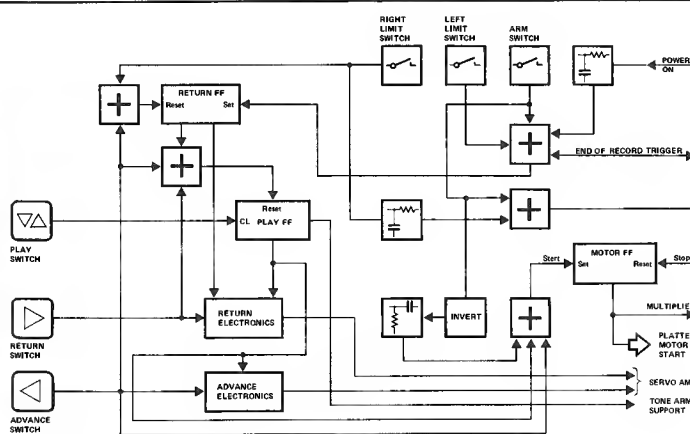 RIGHT
LIMIT
SWITCH
LEFT
LIMIT
SWITCH
ARM
SWITCH
POWER
ON
RETURN FF
Reset
Set
END OF RECORD TRIGGER
Reset
CL PLAY FF
PLAY
SWITCH
Start
MOTOR FF
Set
Reset
Stop
RETURN
ELECTRONICS
INVERT
MULTIPLIE
PLATTE
MOTOR
START
RETURN
SWITCH
ADVANCE
ELECTRONICS
SERVO AM
TONE ARM
SUPPORT
ADVANCE
SWITCH